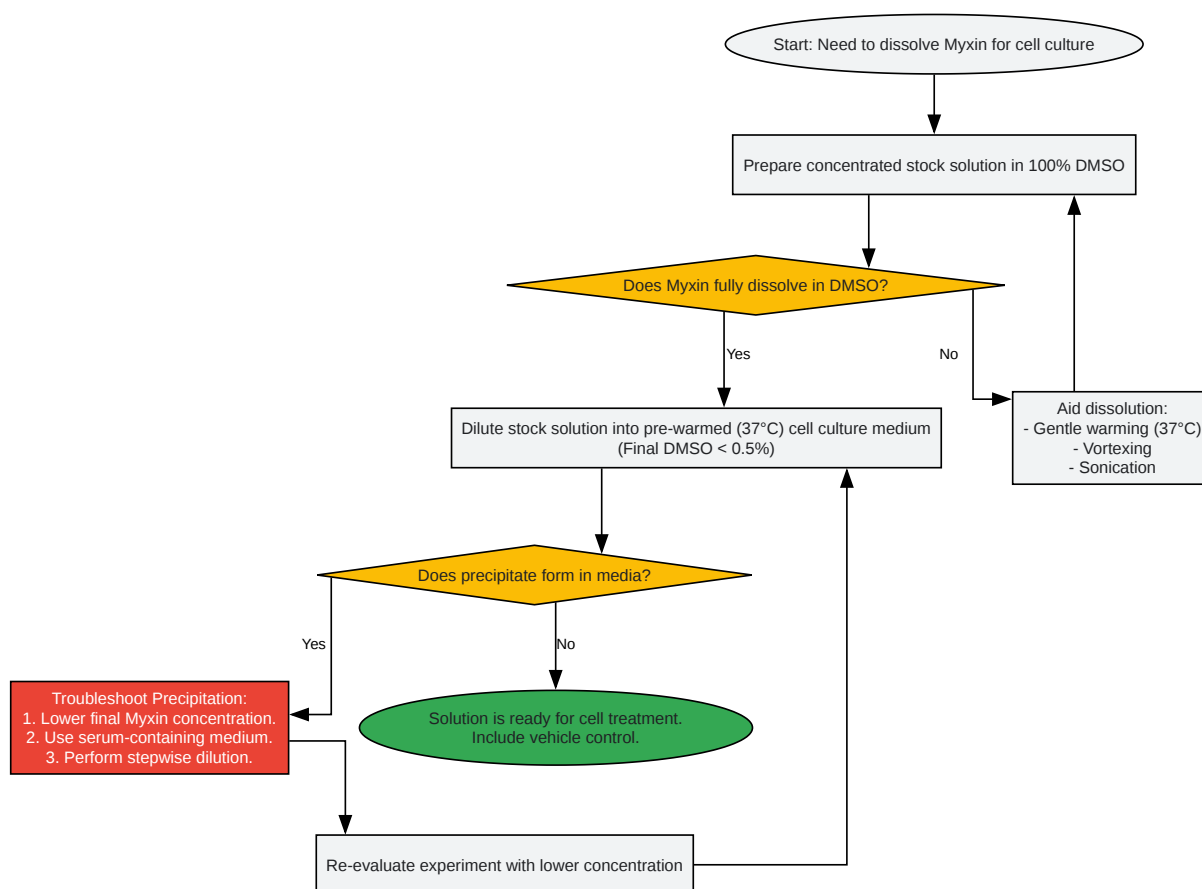 Start: Need to dissolve Myxin for cell culture
Prepare concentrated stock solution in 100% DMSO
Does Myxin fully dissolve in DMSO?
Yes
No
Aid dissolution:
- Gentle warming (37°C)
- Vortexing
- Sonication
Dilute stock solution into pre-warmed (37°C) cell culture medium
(Final DMSO < 0.5%)
Does precipitate form in media?
Yes
No
Troubleshoot Precipitation:
1. Lower final Myxin concentration.
2. Use serum-containing medium.
3. Perform stepwise dilution.
Solution is ready for cell treatment.
Include vehicle control.
Re-evaluate experiment with lower concentration